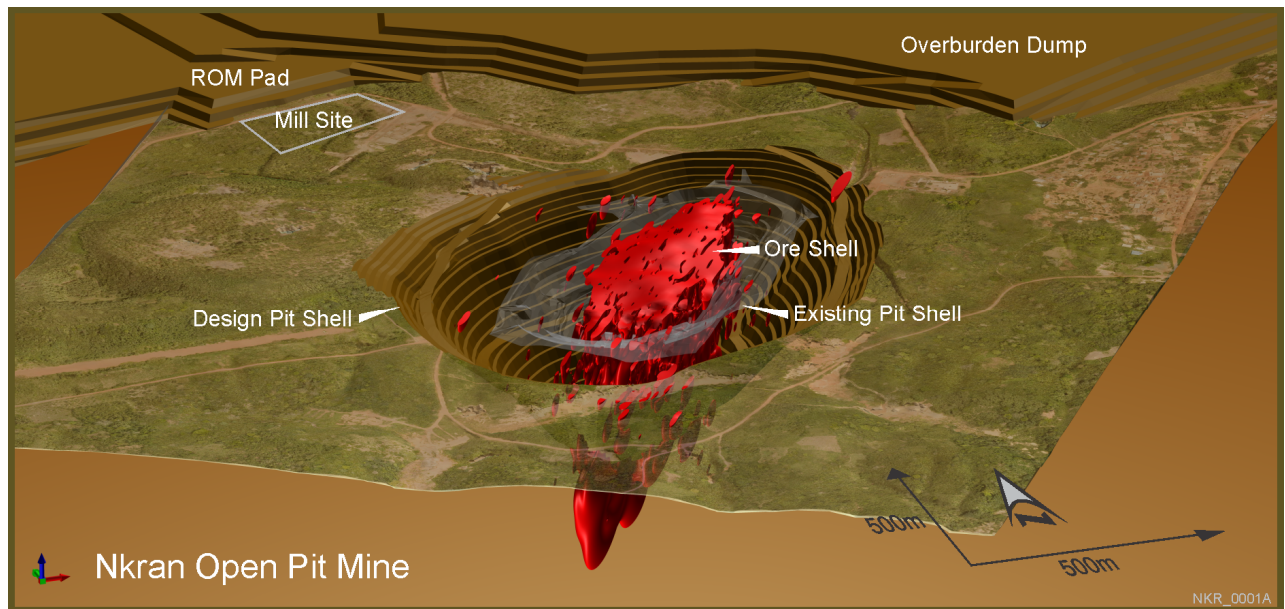 Overburden Dump
ROM Pad
Mill Site
Ore Shell
Design Pit Shell
Existing Pit Shell
500m
N
500m
Nkran Open Pit Mine
NKR_0001A